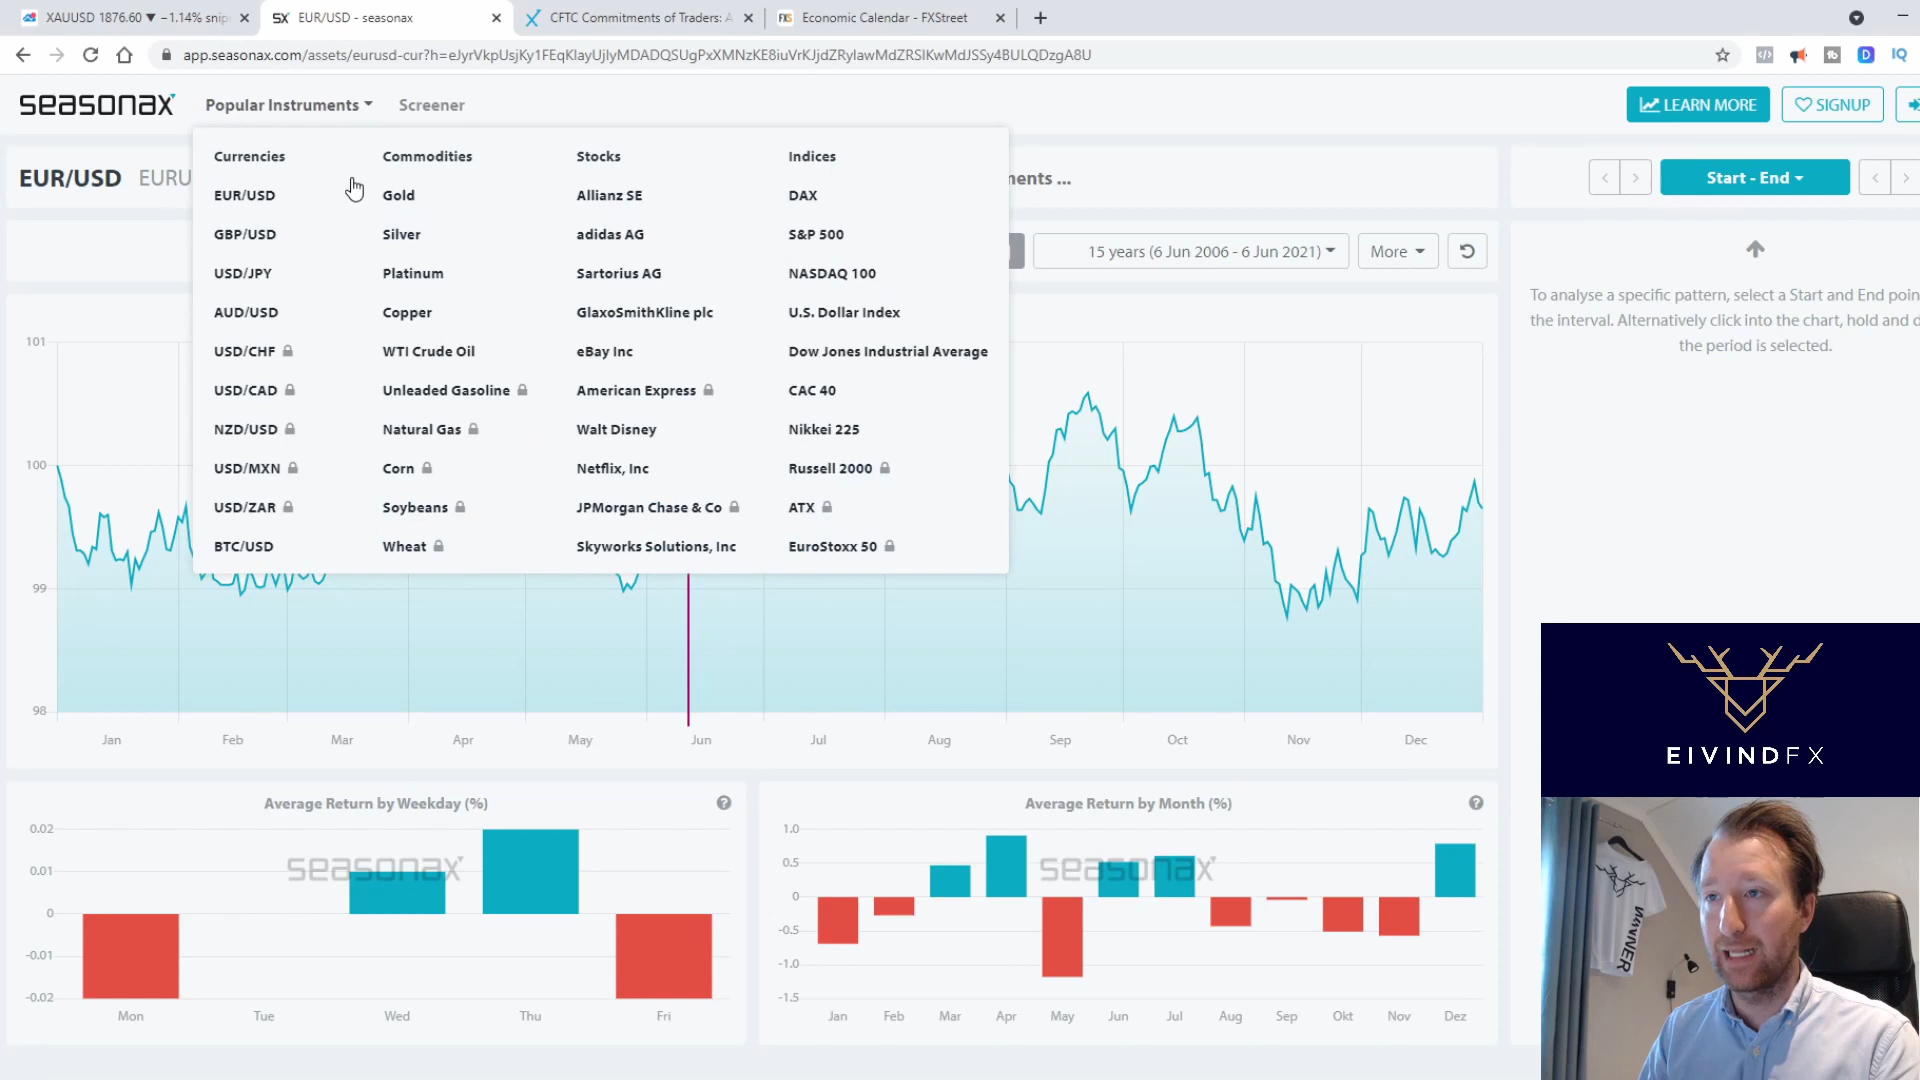 XAUUSD 1876.60 ▼ −1.14% snip
SX EUR/USD - seasonax
CFTC Commitments of Traders: A
FXS Economic Calendar - FXStreet
app.seasonax.com/assets/
seasonax
Popular Instruments
Screener
LEARN MORE
SIGNUP
EUR/USD EURU
ments ...
Start - End
15 years (6 Jun 2006 - 6 Jun 2021)
More
Currencies Commodities Stocks Indices
EUR/USD Gold Allianz SE DAX
GBP/USD Silver adidas AG S&P 500
USD/JPY Platinum Sartorius AG NASDAQ 100
AUD/USD Copper GlaxoSmithKline plc U.S. Dollar Index
USD/CHF WTI Crude Oil eBay Inc Dow Jones Industrial Average
USD/CAD Unleaded Gasoline American Express CAC 40
NZD/USD Natural Gas Walt Disney Nikkei 225
USD/MXN Corn Netflix, Inc Russell 2000
USD/ZAR Soybeans JPMorgan Chase & Co ATX
BTC/USD Wheat Skyworks Solutions, Inc EuroStoxx 50
To analyse a specific pattern, select a Start and End poin
the interval. Alternatively click into the chart, hold and d
the period is selected.
101
100
99
98
Jan Feb Mar Apr May Jun Jul Aug Sep Oct Nov Dec
EIVINDFX
Average Return by Weekday (%)
seasonax
0.02
0.01
0
-0.01
-0.02
Mon Tue Wed Thu Fri
Average Return by Month (%)
seasonax
1.0
0.5
0
-0.5
-1.0
-1.5
Jan Feb Mar Apr May Jun Jul Aug Sep Okt Nov Dez
WINNER